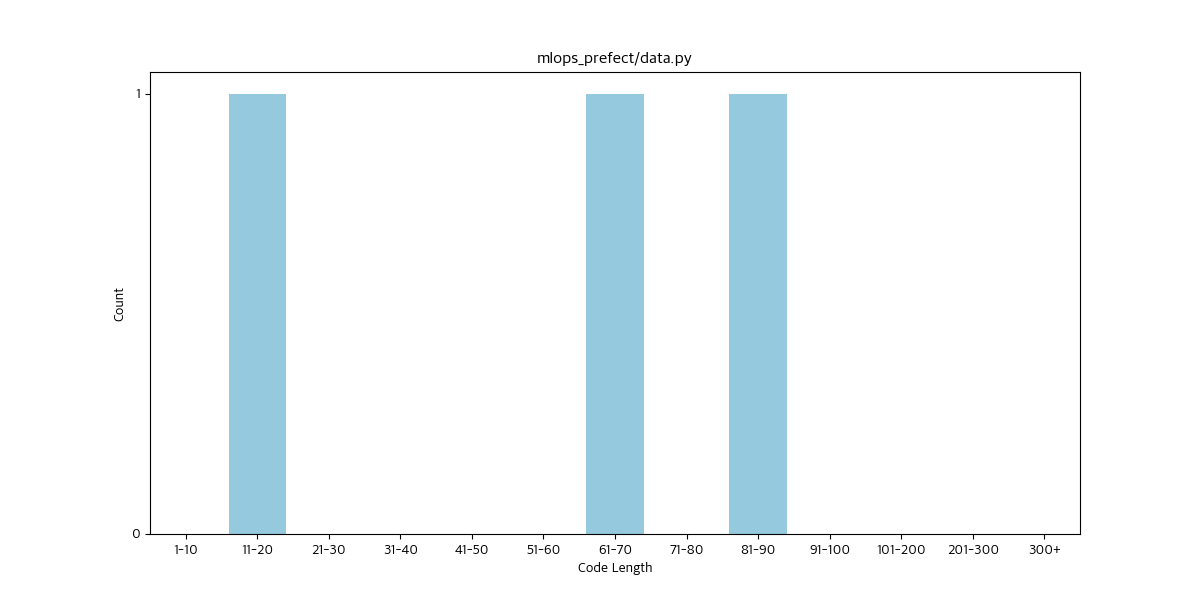 mlops_prefect/data.py
1
Count
0
1-10 11-20 21-30 31-40 41-50 51-60 61-70 71-80 81-90 91-100 101-200 201-300 300+
Code Length